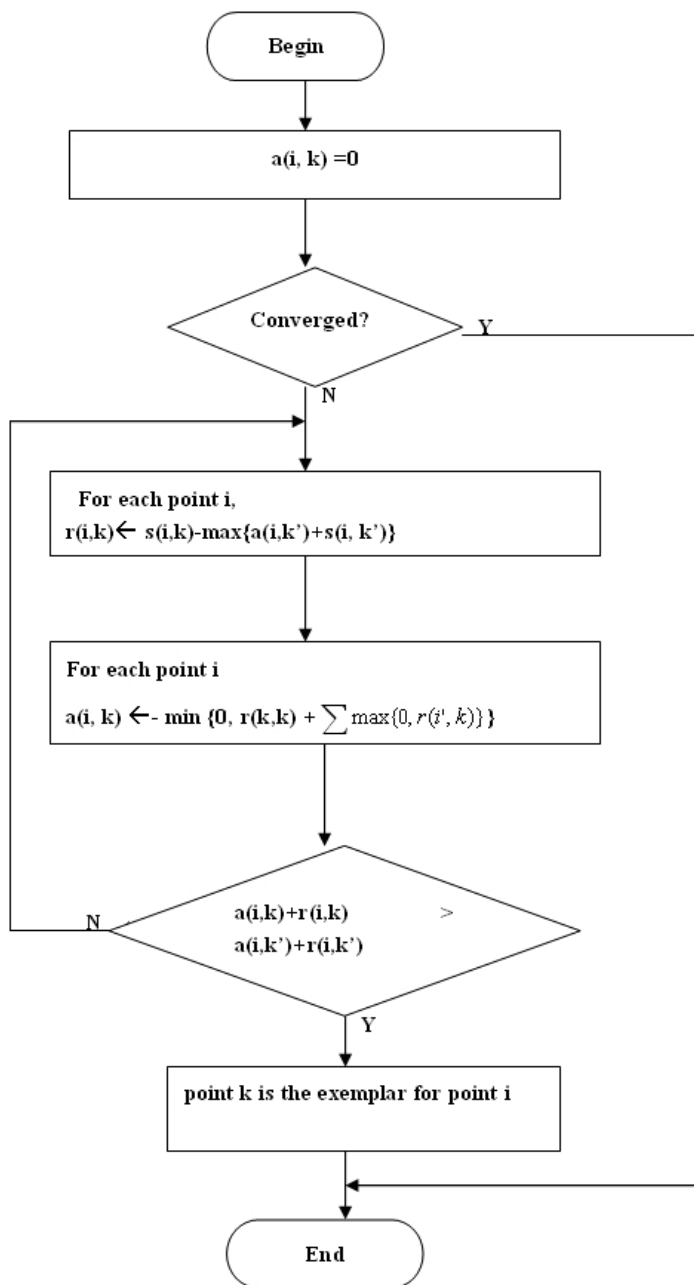 Begin
a(i, k) =0
Converged?
Y
N
For each point i,
r(i,k)← s(i,k)-max{a(i,k’)+s(i, k’)}
For each point i
a(i, k) ←- min {0, r(k,k) + ∑ max{0, r(i', k)} }
N
a(i,k)+r(i,k) >
a(i,k’)+r(i,k’)
Y
point k is the exemplar for point i
End